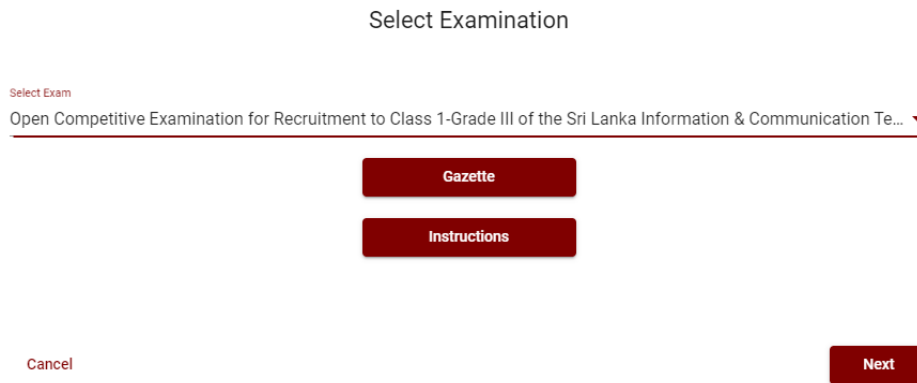 Select Examination
Select Exam
Open Competitive Examination for Recruitment to Class 1-Grade III of the Sri Lanka Information & Communication Te...
Gazette
Instructions
Cancel
Next